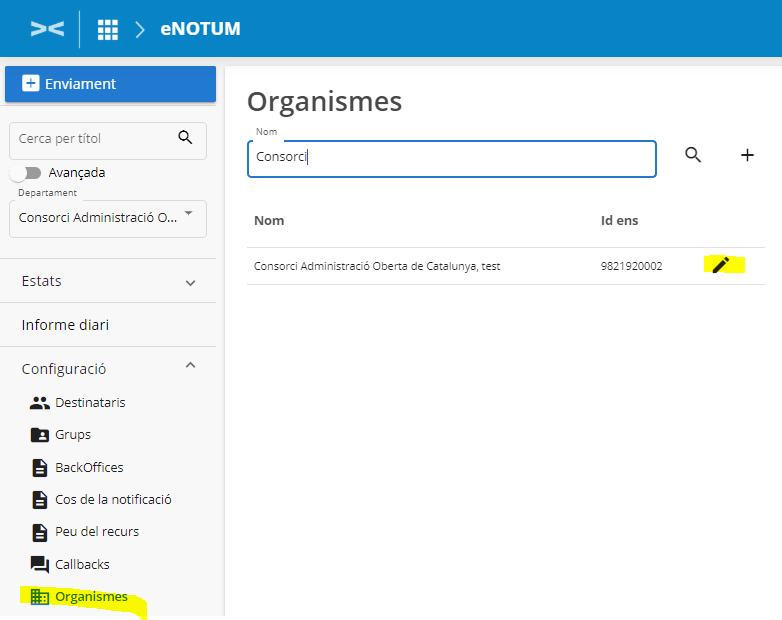 eNOTUM
Enviament
Cerca per títol
Avançada
Departament
Consorci Administració O...
Estats
Informe diari
Configuració
Destinataris
Grups
BackOffices
Cos de la notificació
Peu del recurs
Callbacks
Organismes
Organismes
Nom
Consorci
Nom Id ens
Consorci Administració Oberta de Catalunya, test 9821920002